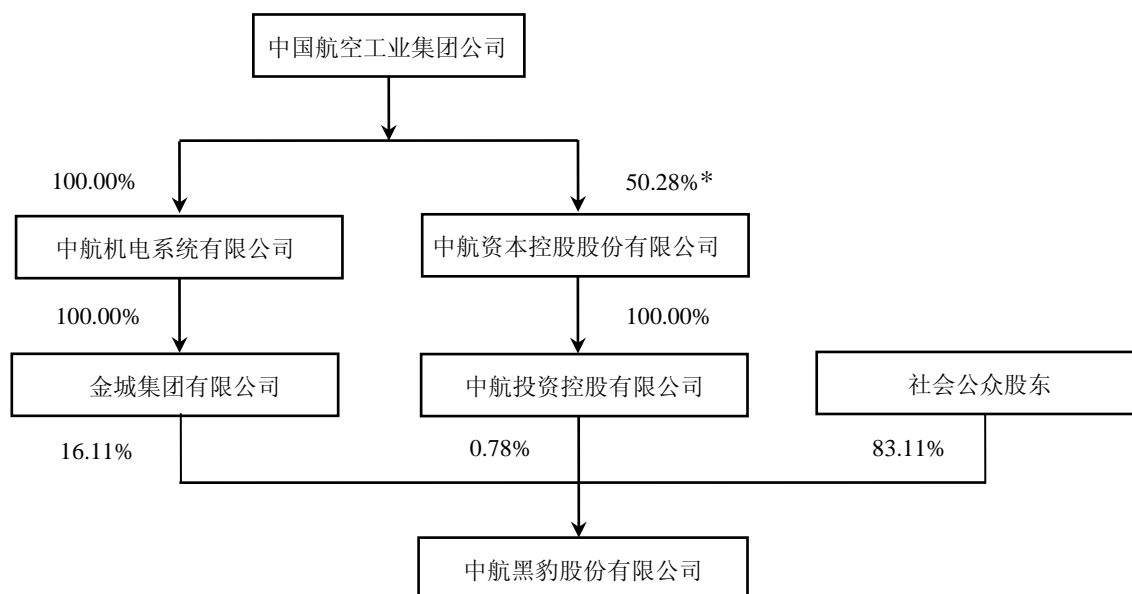 中国航空工业集团公司
100.00%
50.28%*
中航机电系统有限公司
中航资本控股股份有限公司
100.00%
100.00%
金城集团有限公司
中航投资控股有限公司
社会公众股东
16.11%
0.78%
83.11%
中航黑豹股份有限公司